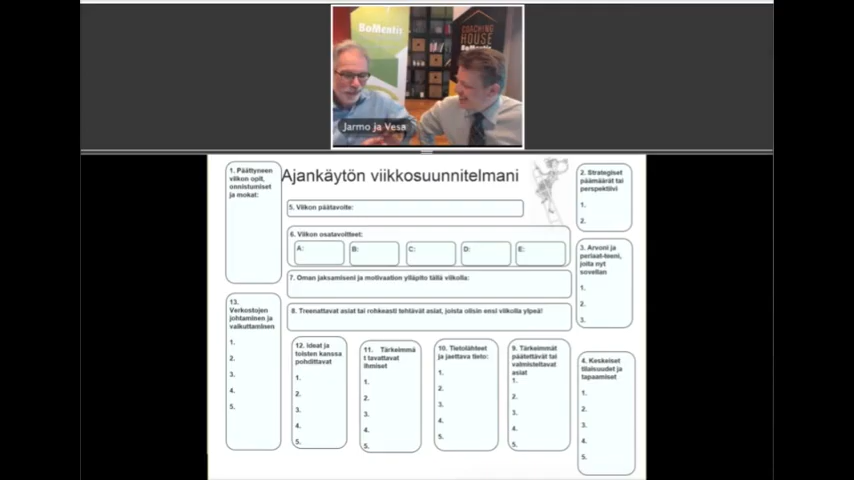 BoMentis
COACHING
HOUSE
BoMentis
Jarmo ja Vesa
Ajankäytön viikkosuunnitelmani
1. Päättyneen
viikon opit,
onnistumiset
ja mokat:
2. Strategiset
päämäärät tai
perspektiivi
1.
2.
3. Arvoni ja
periaat-teeni,
joita nyt
sovellan
1.
2.
3.
4. Keskeiset
tilaisuudet ja
tapaamiset
1.
2.
3.
4.
5.
5. Viikon päätavoite:
6. Viikon osatavoitteet:
A:
B:
C:
D:
E:
7. Oman jaksamiseni ja motivaation ylläpito tällä viikolla:
8. Treenattavat asiat tai rohkeasti tehtävät asiat, joista olisin ensi viikolla ylpeä!
9. Tärkeimmät
päätettävät tai
valmisteltavat
asiat
1.
2.
3.
4.
5.
10. Tietolähteet
ja jaettava tieto:
1.
2.
3.
4.
5.
11. Tärkeimmä
t tavattavat
ihmiset
1.
2.
3.
4.
5.
12. Ideat ja
toisten kanssa
pohdittavat
1.
2.
3.
4.
5.
13.
Verkostojen
johtaminen ja
vaikuttaminen
1.
2.
3.
4.
5.